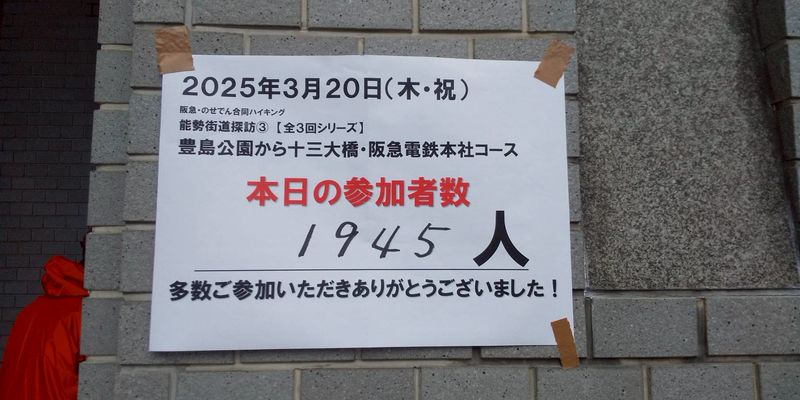 2025年3月20日(木・祝)
阪急・のせでん合同ハイキング
能勢街道探訪③【全3回シリーズ】
豊島公園から十三大橋・阪急電鉄本社コース
本日の参加者数
1945人
多数ご参加いただきありがとうございました!